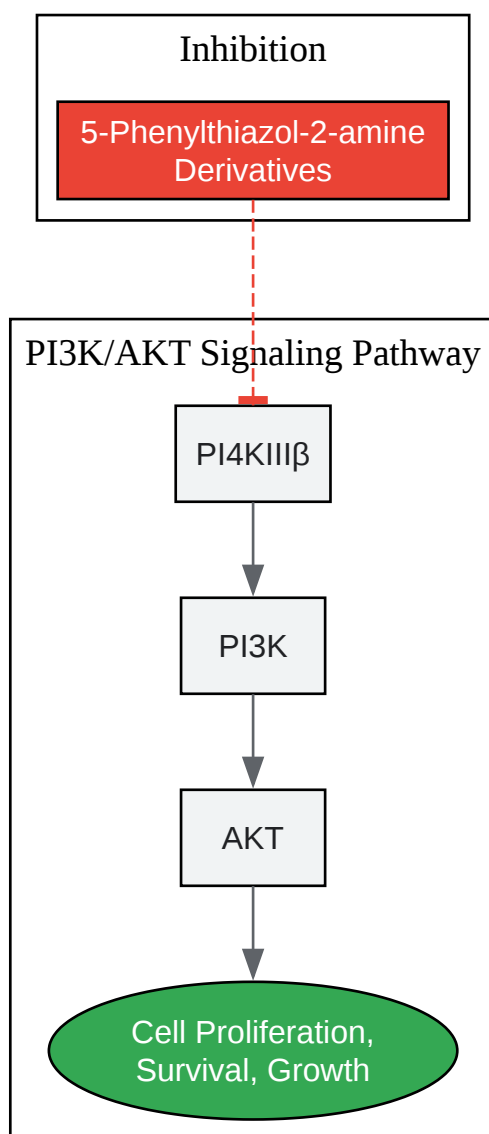 Inhibition
5-Phenylthiazol-2-amine
Derivatives
PI3K/AKT Signaling Pathway
PI4KIIIβ
PI3K
AKT
Cell Proliferation,
Survival, Growth